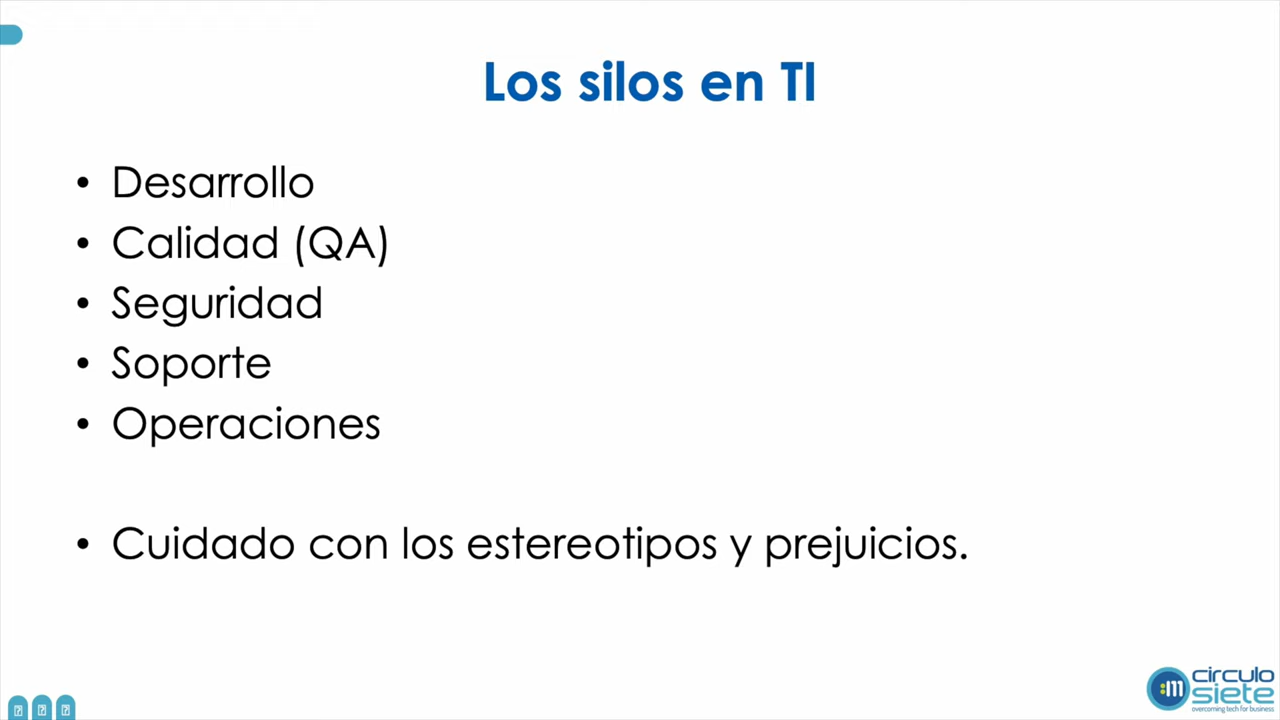 Los silos en TI
• Desarrollo
• Calidad (QA)
• Seguridad
• Soporte
• Operaciones
• Cuidado con los estereotipos y prejuicios.
:m circulo
siete
overcoming tech for business